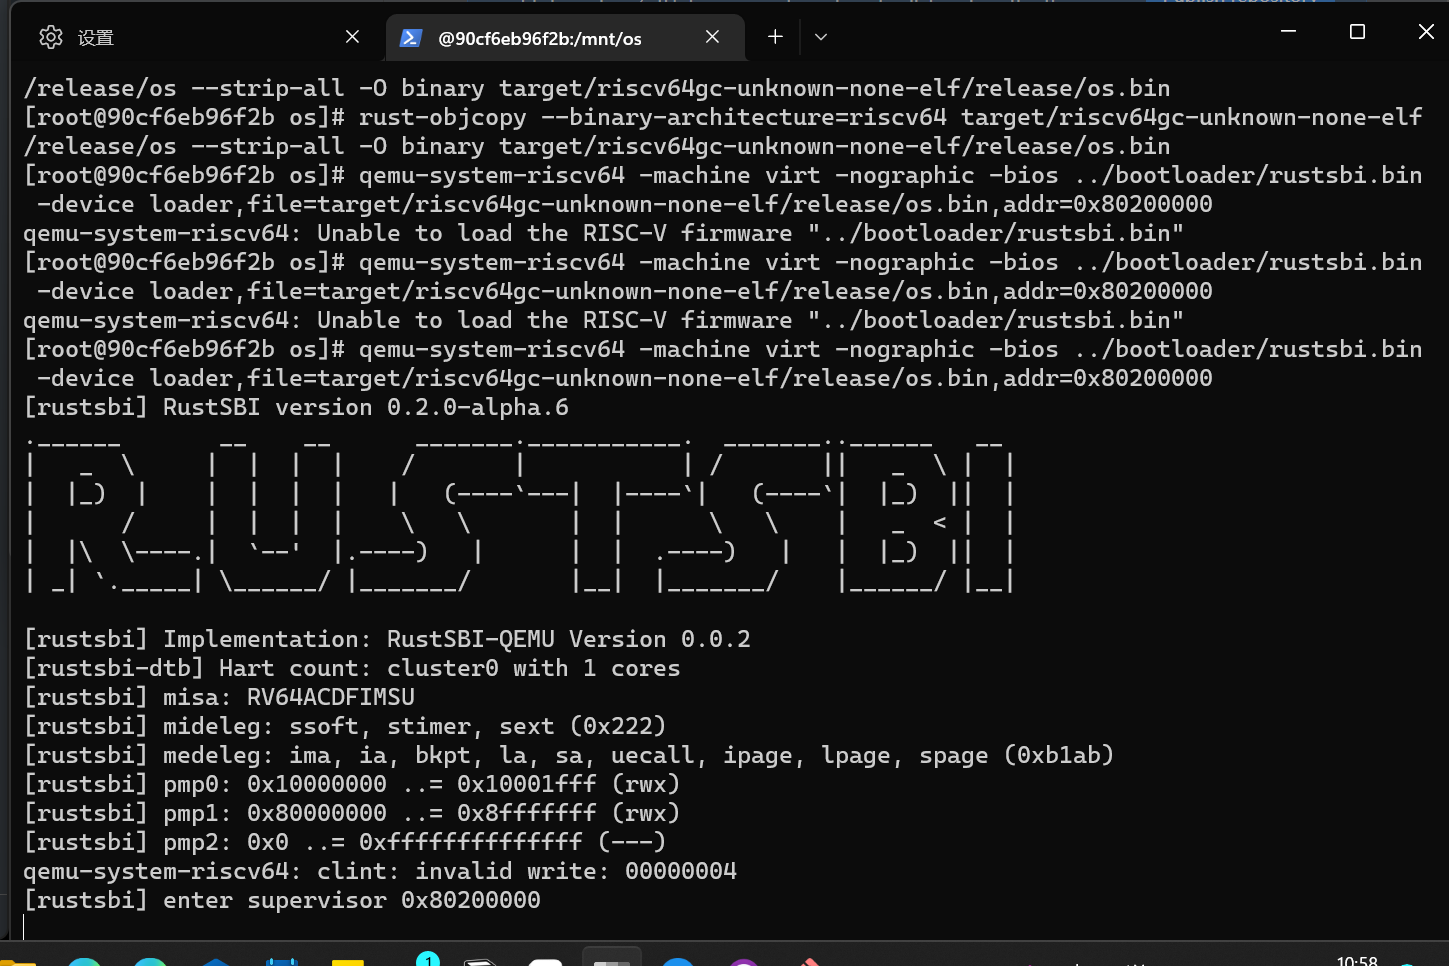 设置
@90cf6eb96f2b:/mnt/os
/release/os --strip-all -O binary target/riscv64gc-unknown-none-elf/release/os.bin
[root@90cf6eb96f2b os]# rust-objcopy --binary-architecture=riscv64 target/riscv64gc-unknown-none-elf
/release/os --strip-all -O binary target/riscv64gc-unknown-none-elf/release/os.bin
[root@90cf6eb96f2b os]# qemu-system-riscv64 -machine virt -nographic -bios ../bootloader/rustsbi.bin
-device loader,file=target/riscv64gc-unknown-none-elf/release/os.bin,addr=0x80200000
qemu-system-riscv64: Unable to load the RISC-V firmware "../bootloader/rustsbi.bin"
[root@90cf6eb96f2b os]# qemu-system-riscv64 -machine virt -nographic -bios ../bootloader/rustsbi.bin
-device loader,file=target/riscv64gc-unknown-none-elf/release/os.bin,addr=0x80200000
qemu-system-riscv64: Unable to load the RISC-V firmware "../bootloader/rustsbi.bin"
[root@90cf6eb96f2b os]# qemu-system-riscv64 -machine virt -nographic -bios ../bootloader/rustsbi.bin
-device loader,file=target/riscv64gc-unknown-none-elf/release/os.bin,addr=0x80200000
[rustsbi] RustSBI version 0.2.0-alpha.6
RUSTSBI
[rustsbi] Implementation: RustSBI-QEMU Version 0.0.2
[rustsbi-dtb] Hart count: cluster0 with 1 cores
[rustsbi] misa: RV64ACDFIMSU
[rustsbi] mideleg: ssoft, stimer, sext (0x222)
[rustsbi] medeleg: ima, ia, bkpt, la, sa, uecall, ipage, lpage, spage (0xb1ab)
[rustsbi] pmp0: 0x10000000 ..= 0x10001fff (rwx)
[rustsbi] pmp1: 0x80000000 ..= 0x8fffffff (rwx)
[rustsbi] pmp2: 0x0 ..= 0xffffffffffffff (---)
qemu-system-riscv64: clint: invalid write: 00000004
[rustsbi] enter supervisor 0x80200000
1
10:58